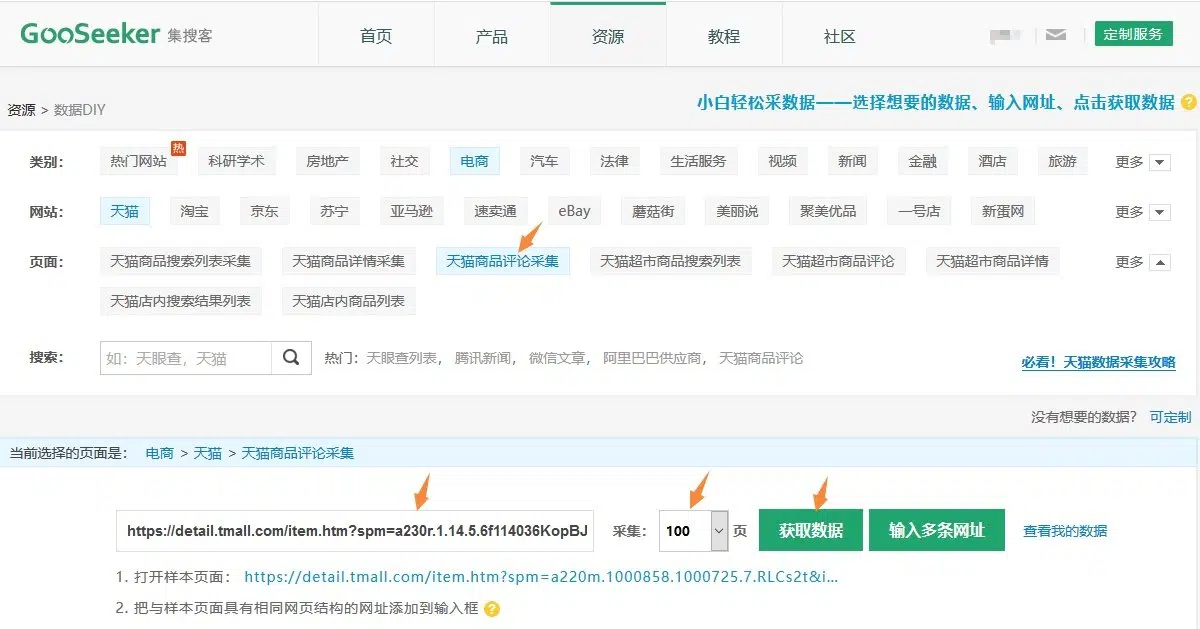 GooSeeker 集搜客 首页 产品 资源 教程 社区 定制服务
资源 > 数据DIY
小白轻松采数据——选择想要的数据、输入网址、点击获取数据 ?
类别： 热门网站 热 科研学术 房地产 社交 电商 汽车 法律 生活服务 视频 新闻 金融 酒店 旅游 更多
网站： 天猫 淘宝 京东 苏宁 亚马逊 速卖通 eBay 蘑菇街 美丽说 聚美优品 一号店 新蛋网 更多
页面： 天猫商品搜索列表采集 天猫商品详情采集 天猫商品评论采集 天猫超市商品搜索列表 天猫超市商品评论 天猫超市商品详情 更多
天猫店内搜索结果列表 天猫店内商品列表
搜索： 如：天眼查，天猫 热门：天眼查列表， 腾讯新闻， 微信文章， 阿里巴巴供应商， 天猫商品评论
必看！天猫数据采集攻略
没有想要的数据？ 可定制
当前选择的页面是： 电商 > 天猫 > 天猫商品评论采集
https://detail.tmall.com/item.htm?spm=a230r.1.14.5.6f114036KopBJ 采集： 100 页 获取数据 输入多条网址 查看我的数据
1. 打开样本页面： https://detail.tmall.com/item.htm?spm=a220m.1000858.1000725.7.RLCs2t&i...
2. 把与样本页面具有相同网页结构的网址添加到输入框 ?